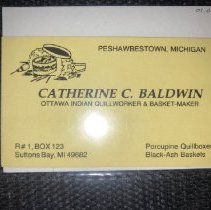 PESHAWBESTOWN, MICHIGAN
CATHERINE C. BALDWIN
OTTAWA INDIAN QUILLWORKER & BASKET-MAKER
R# 1, BOX 123
Suttons Bay, MI 49682
Porcupine Quillboxes
Black-Ash Baskets